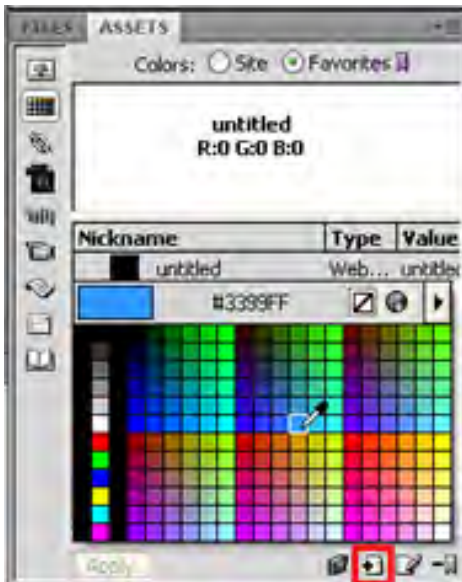 FILES ASSETS
Colors: Site Favorites
untitled
R:0 G:0 B:0
Nickname Type Value
untitled Web... untitled
#3399FF
Apply